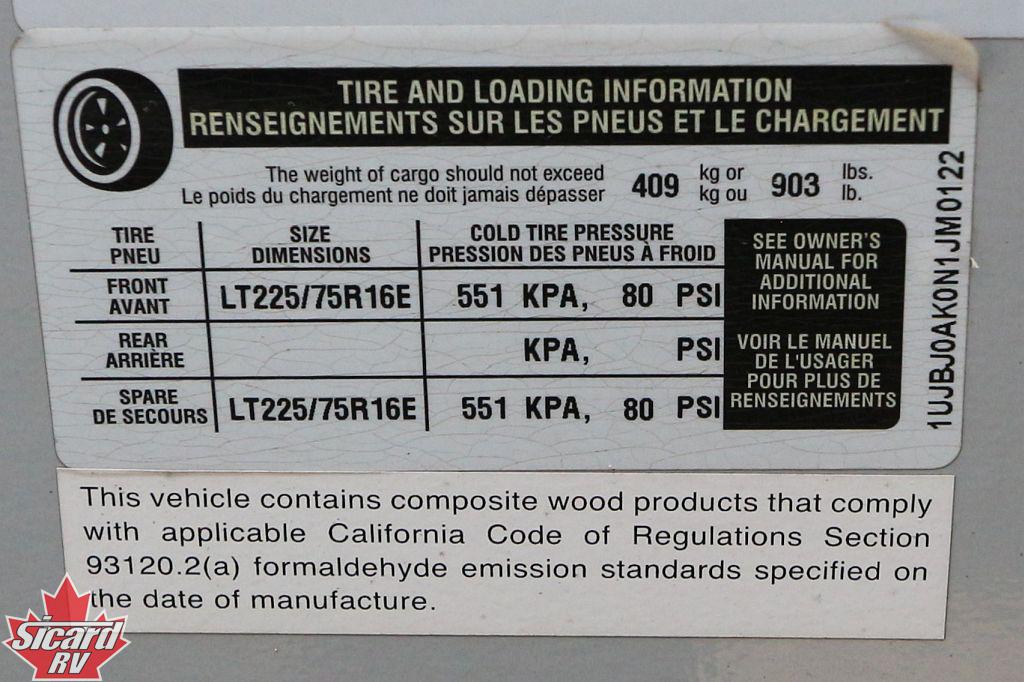 TIRE AND LOADING INFORMATION
RENSEIGNEMENTS SUR LES PNEUS ET LE CHARGEMENT
The weight of cargo should not exceed 409 kg or 903 lbs.
Le poids du chargement ne doit jamais dépasser kg ou lb.
TIRE SIZE COLD TIRE PRESSURE
PNEU DIMENSIONS PRESSION DES PNEUS À FROID
FRONT
AVANT LT225/75R16E 551 KPA, 80 PSI
REAR
ARRIÈRE KPA, PSI
SPARE
DE SECOURS LT225/75R16E 551 KPA, 80 PSI
SEE OWNER'S
MANUAL FOR
ADDITIONAL
INFORMATION
VOIR LE MANUEL
DE L'USAGER
POUR PLUS DE
RENSEIGNEMENTS
1UJBJ0AK0N1JM0122
This vehicle contains composite wood products that comply
with applicable California Code of Regulations Section
93120.2(a) formaldehyde emission standards specified on
the date of manufacture.
Sicard
RV